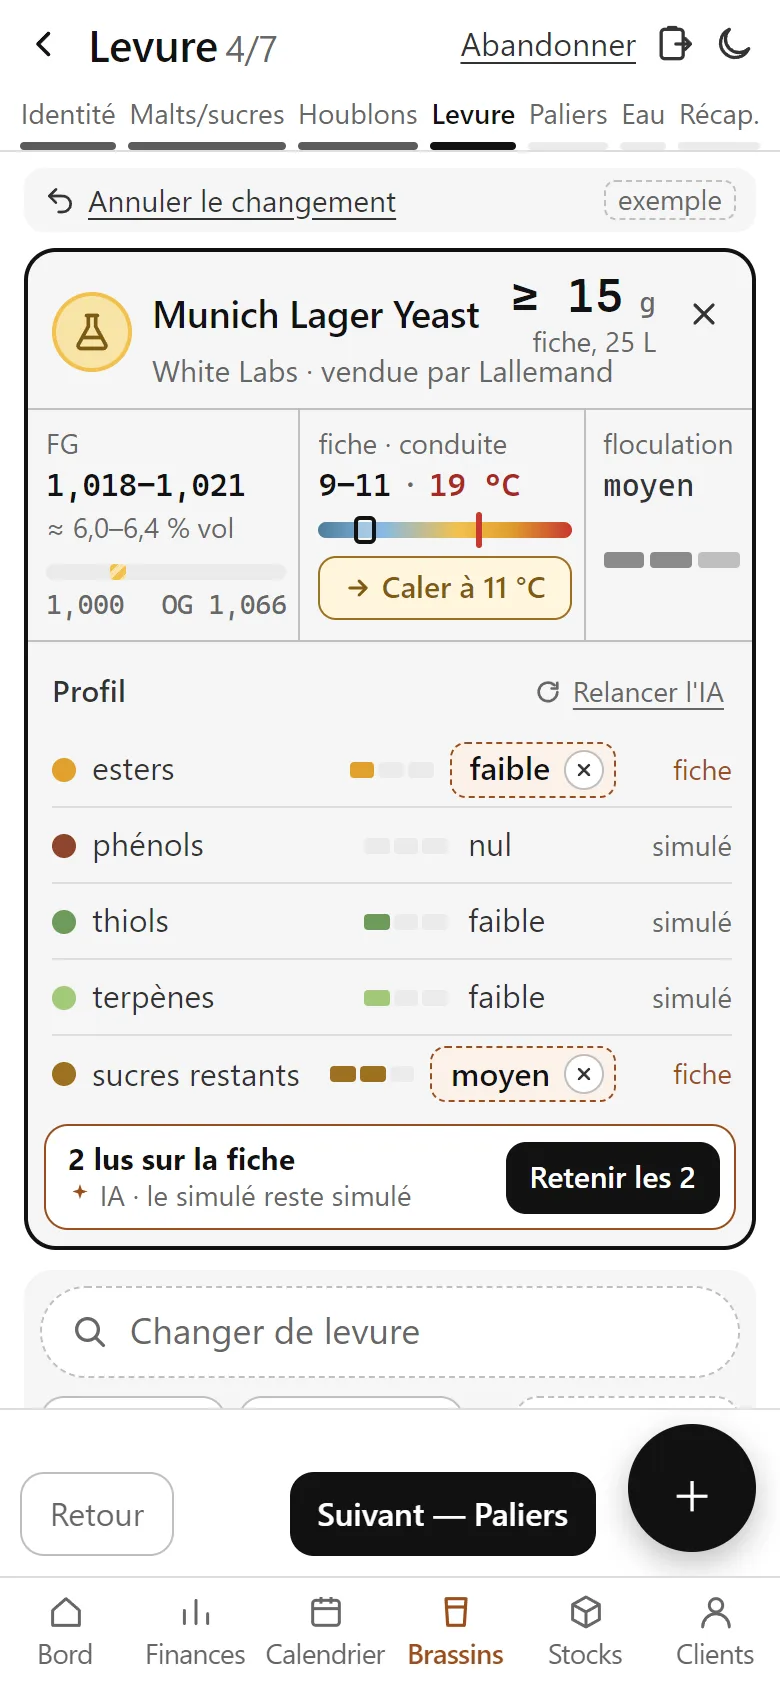 Levure 4/7
Abandonner
Identité Malts/sucres Houblons Levure Paliers Eau Récap.
Annuler le changement
exemple
Munich Lager Yeast
≥ 15 g
fiche, 25 L
White Labs · vendue par Lallemand
FG
1,018–1,021
≈ 6,0–6,4 % vol
1,000 OG 1,066
fiche · conduite
9–11 · 19 °C
→ Caler à 11 °C
floculation
moyen
Profil
Relancer l'IA
esters faible fiche
phénols nul simulé
thiols faible simulé
terpènes faible simulé
sucres restants moyen fiche
2 lus sur la fiche
IA · le simulé reste simulé
Retenir les 2
Changer de levure
Retour
Suivant — Paliers
Bord Finances Calendrier Brassins Stocks Clients